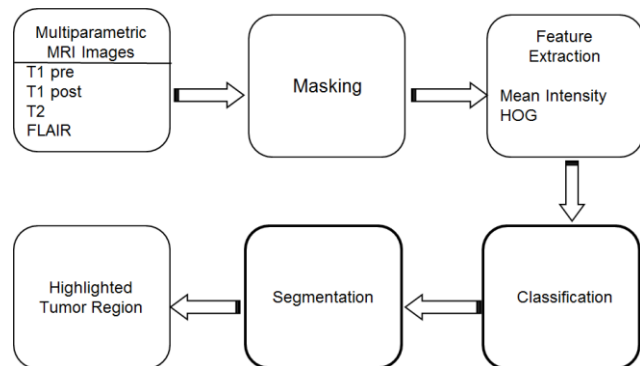 Multiparametric
MRI Images
T1 pre
T1 post
T2
FLAIR
Masking
Feature
Extraction
Mean Intensity
HOG
Classification
Segmentation
Highlighted
Tumor Region